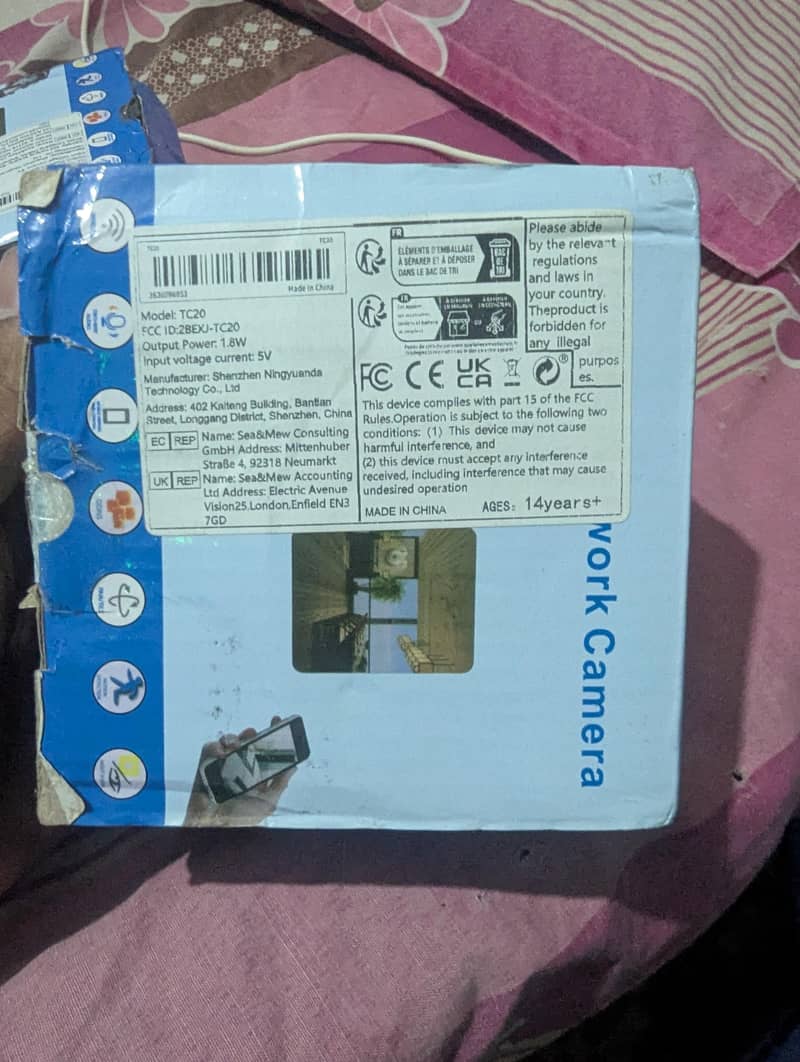 TC20
TC20
Made in China
Model: TC20
FCC ID:2BEXJ-TC20
Output Power: 1.8W
Input voltage current: 5V
Manufacturer: Shenzhen Ningyuanda
Technology Co., Ltd
Address: 402 Kaiteng Building, Bantian
Street, Longgang District, Shenzhen, China
EC REP Name: Sea&Mew Consulting
GmbH Address: Mittenhuber
Straße 4, 92318 Neumarkt
UK REP Name: Sea&Mew Accounting
Ltd Address: Electric Avenue
Vision25,London,Enfield EN3
7GD
FR
ÉLÉMENTS D'EMBALLAGE
À SÉPARER ET À DÉPOSER
DANS LE BAC DE TRI
BAC
DE
TRI
FR
FC CE UK
CA
This device complies with part 15 of the FCC
Rules.Operation is subject to the following two
conditions: (1) This device may not cause
harmful interference, and
(2) this device must accept any interference
received, including interference that may cause
undesired operation
MADE IN CHINA AGES: 14years+
Please abide
by the relevant
regulations
and laws in
your country.
Theproduct is
forbidden for
any illegal
purpos
es.
work Camera